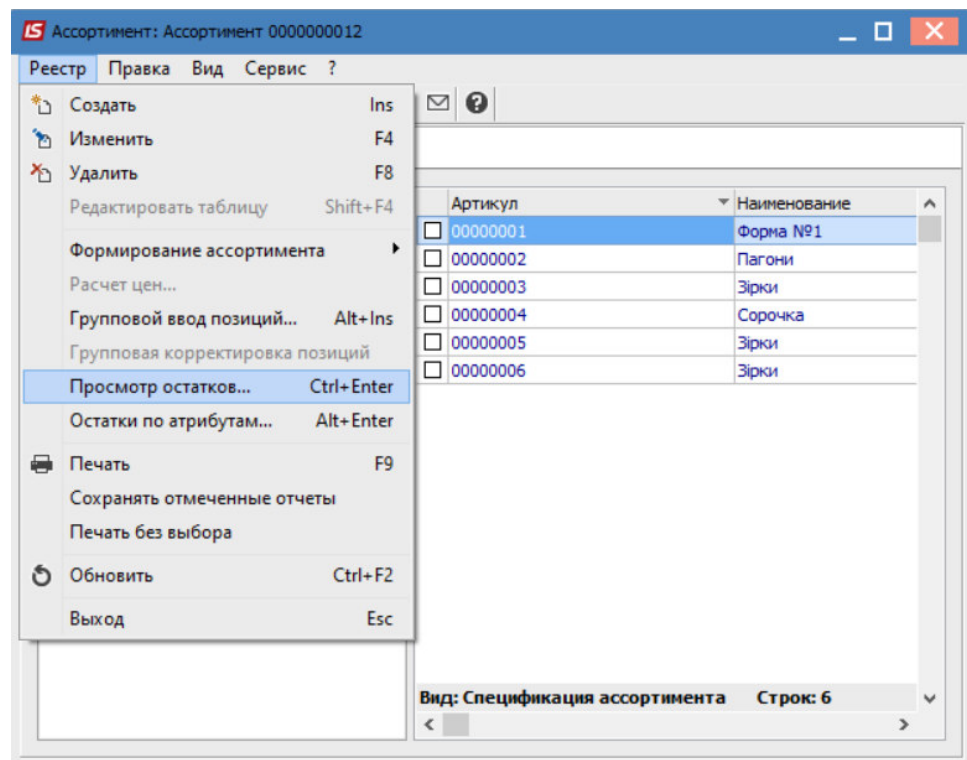 IS Ассортимент: Ассортимент 0000000012
Реестр Правка Вид Сервис ?
Создать Ins
Изменить F4
Удалить F8
Редактировать таблицу Shift+F4
Формирование ассортимента
Расчет цен...
Групповой ввод позиций... Alt+Ins
Групповая корректировка позиций
Просмотр остатков... Ctrl+Enter
Остатки по атрибутам... Alt+Enter
Печать F9
Сохранять отмеченные отчеты
Печать без выбора
Обновить Ctrl+F2
Выход Esc
Артикул Наименование
00000001 Форма №1
00000002 Пагони
00000003 Зірки
00000004 Сорочка
00000005 Зірки
00000006 Зірки
Вид: Спецификация ассортимента Строк: 6